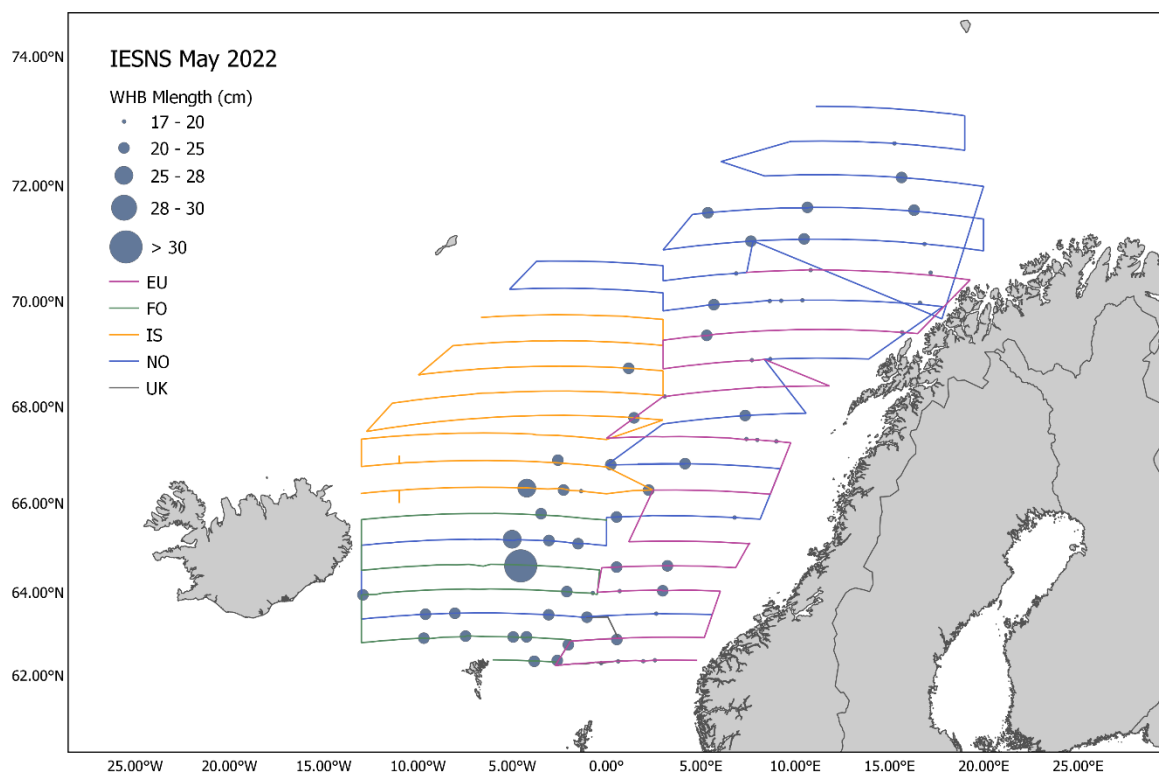 IESNS May 2022
WHB Mlength (cm)
17 - 20
20 - 25
25 - 28
28 - 30
> 30
EU
FO
IS
NO
UK
74.00°N
72.00°N
70.00°N
68.00°N
66.00°N
64.00°N
62.00°N
25.00°W 20.00°W 15.00°W 10.00°W 5.00°W 0.00° 5.00°E 10.00°E 15.00°E 20.00°E 25.00°E